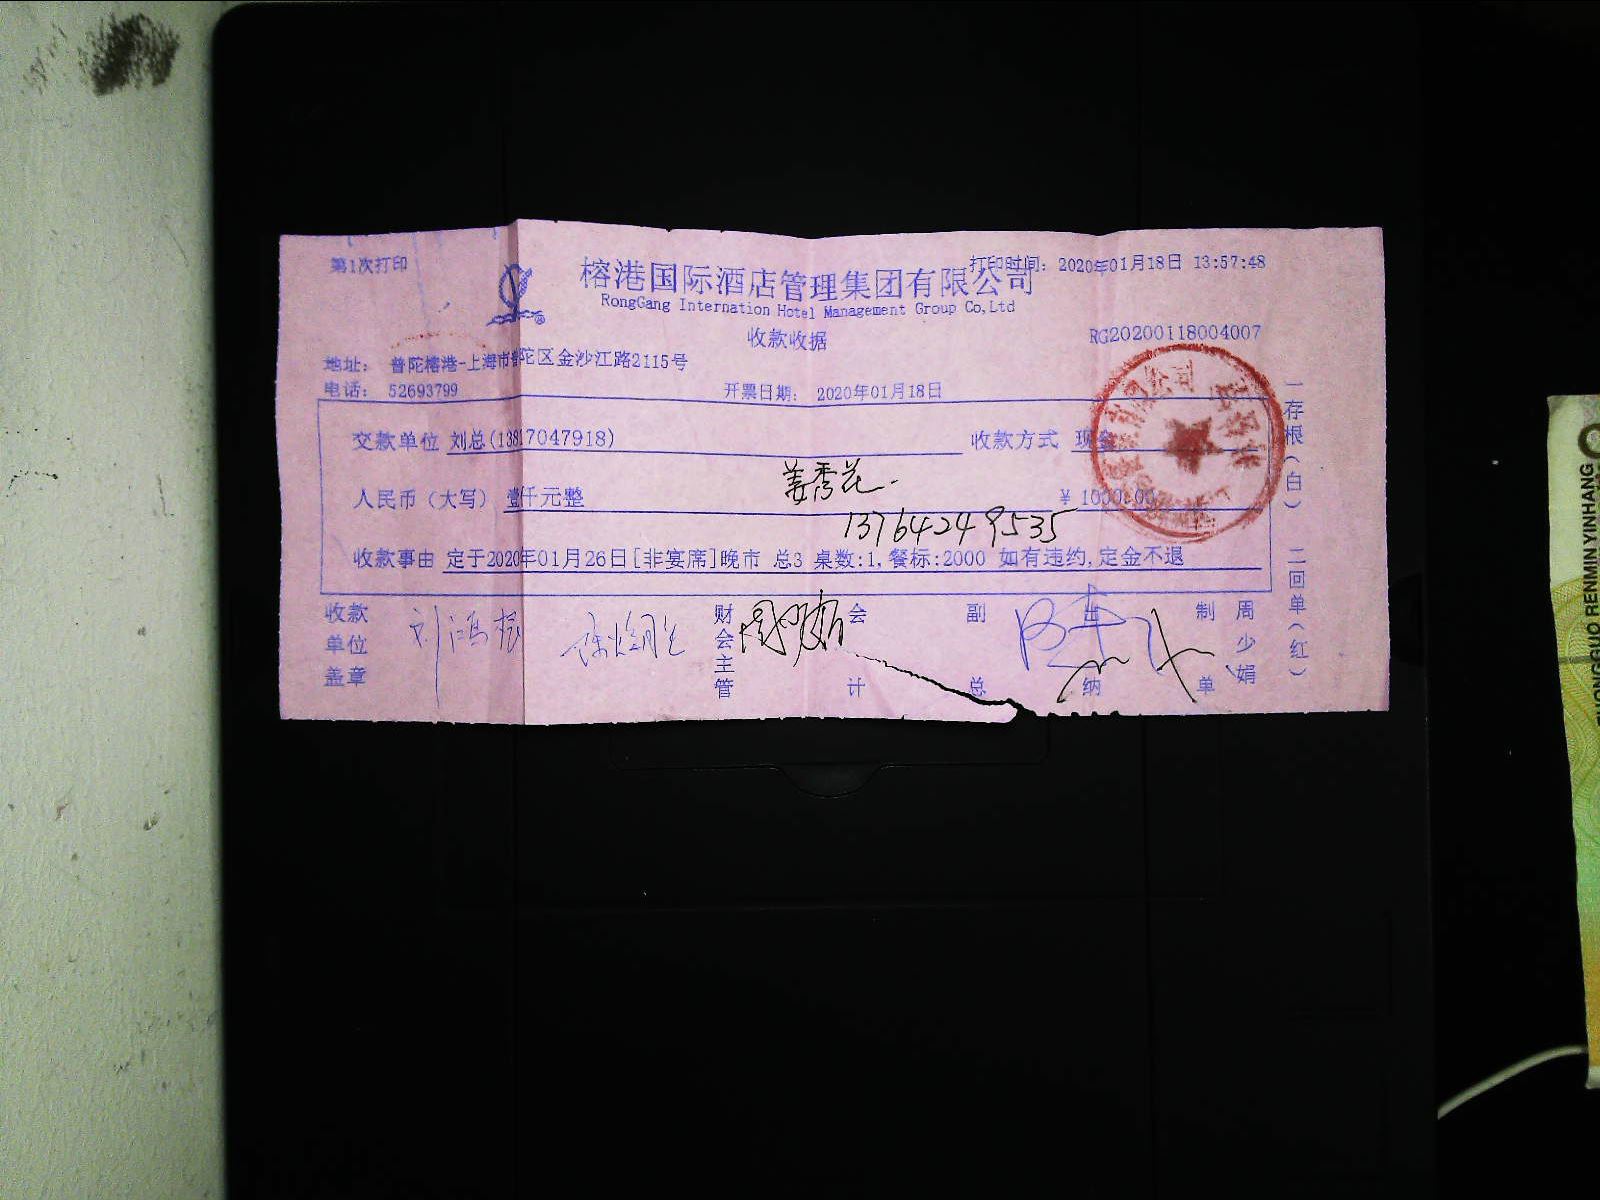 第1次打印
打印时间: 2020年01月18日 13:57:48
榕港国际酒店管理集团有限公司
RongGang Internation Hotel Management Group Co,Ltd
收款收据
RG20200118004007
地址: 普陀榕港-上海市普陀区金沙江路2115号
电话: 52693799
开票日期: 2020年01月18日
交款单位 刘总(13817047918)
收款方式 现金
姜秀花.
人民币（大写） 壹仟元整
¥ 1000.00
13764249535
收款事由 定于2020年01月26日[非宴席]晚市 总3 桌数:1,餐标:2000 如有违约,定金不退
收款单位盖章
财会主管
会计
副总
出纳
制单
周少娟
一存根(白) 二回单(红)
ZHONGGUO RENMIN YINHANG